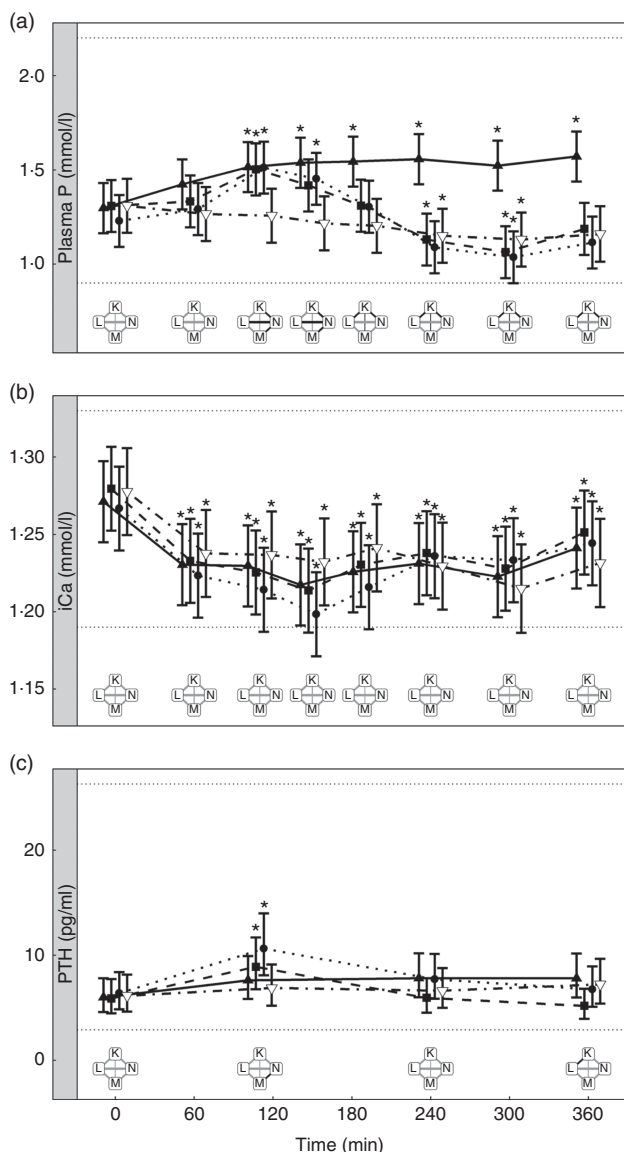 (a)
Plasma P (mmol/l)
2·0
1·5
1·0
* * * * * * * * * * * * * * *
K K K K K K K K
L N L N L N L N L N L N L N L N
M M M M M M M M
(b)
iCa (mmol/l)
1·30
1·25
1·20
1·15
* * * * * * * * * * * * * * * * * * * * * * * * * * * *
K K K K K K K K
L N L N L N L N L N L N L N L N
M M M M M M M M
(c)
PTH (pg/ml)
20
10
0
* *
K K K K
L N L N L N L N
M M M M
0 60 120 180 240 300 360
Time (min)